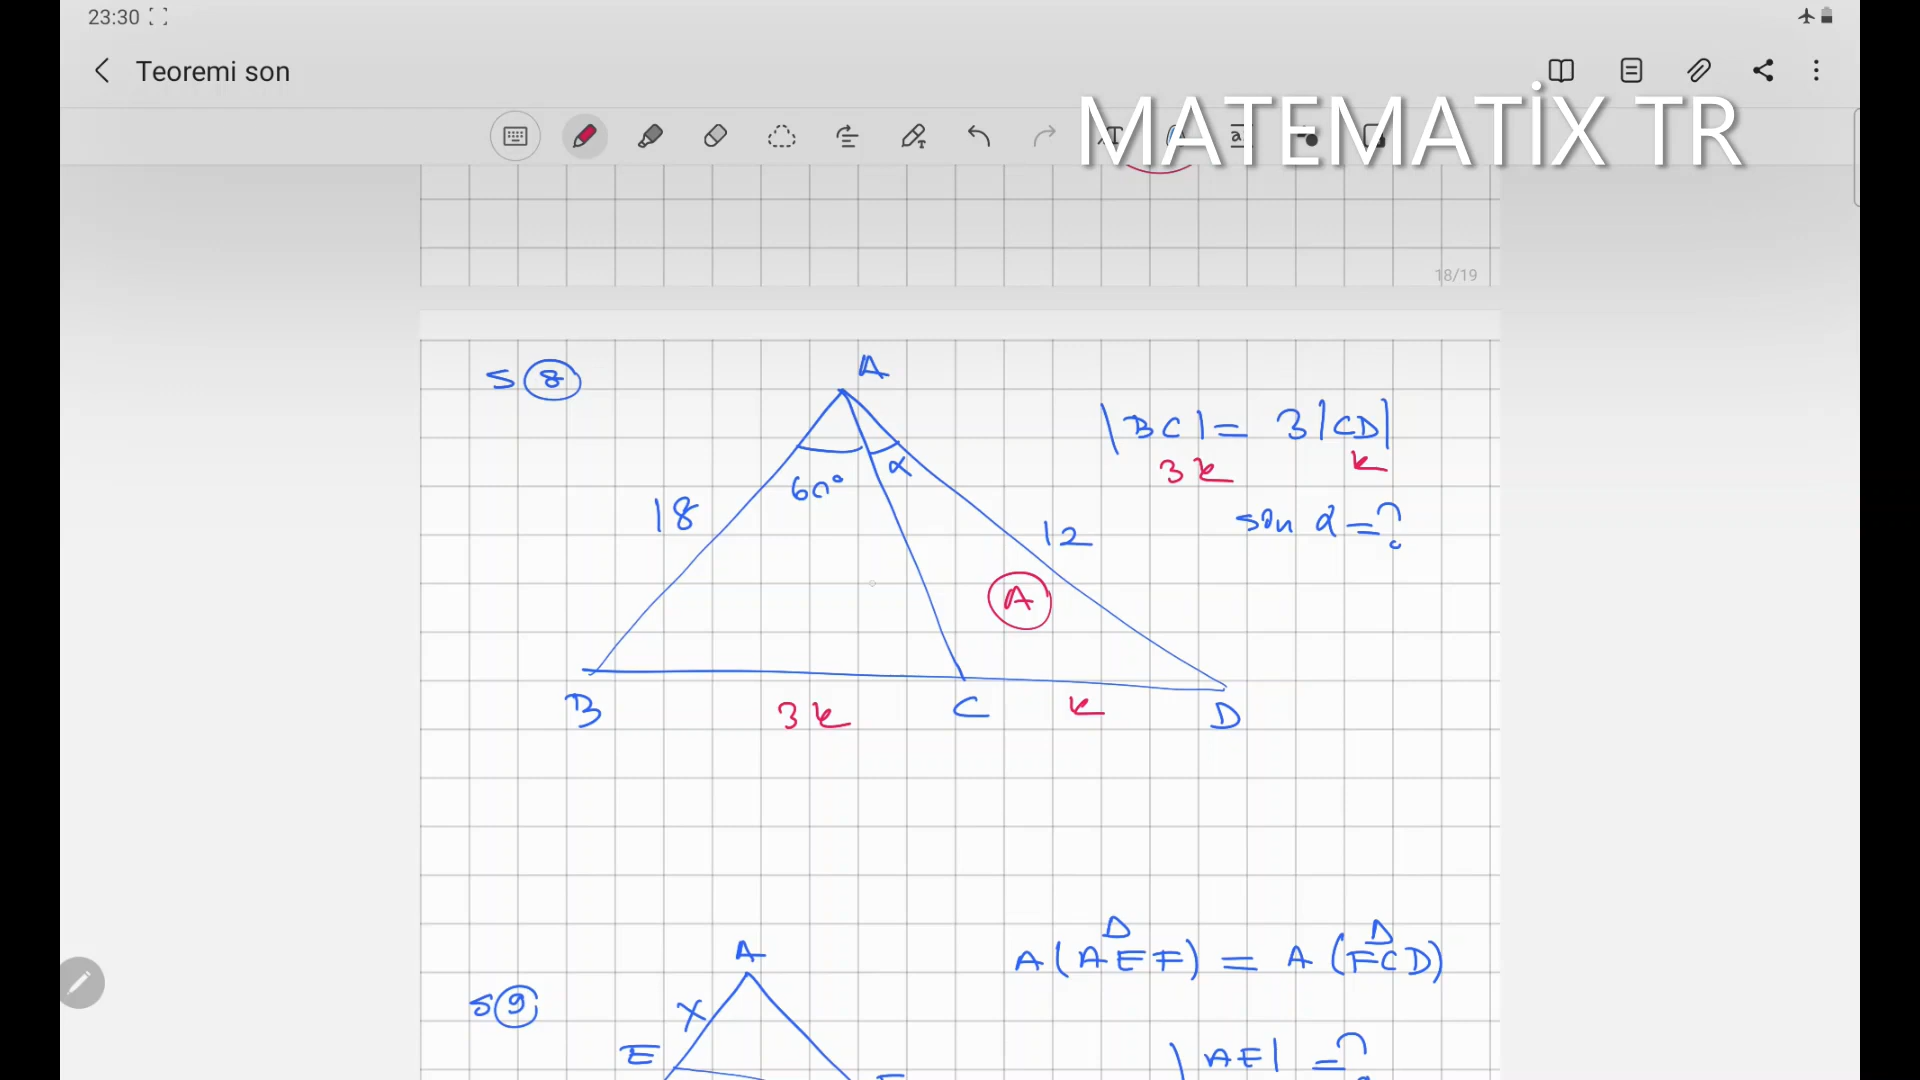 23:30
Teoremi son
MATEMATİX TR
18/19
S 8
A
|BC| = 3|CD|
3k k
60° α
18
sin α = ?
12
A
B 3k C k D
A(AEF) = A(FCD)
A
S 9
x
E
|AE| = ?